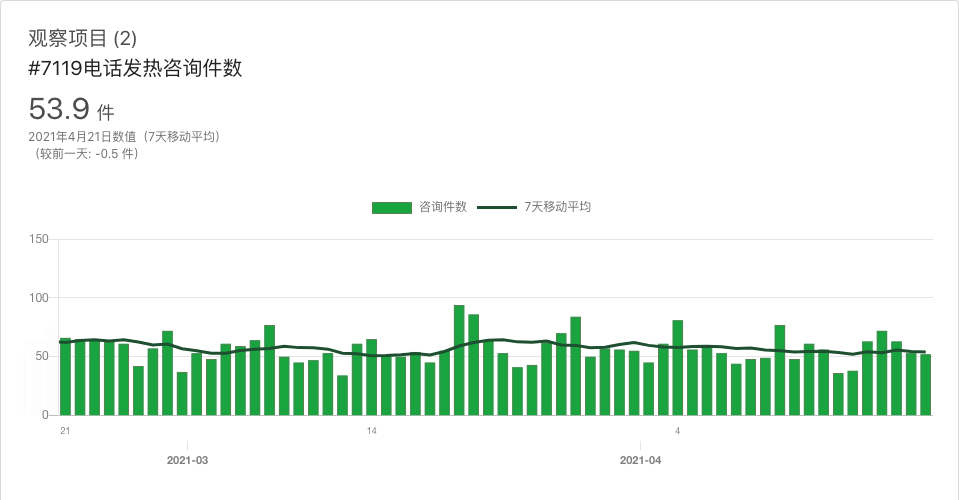 观察项目 (2)
#7119电话发热咨询件数
53.9 件
2021年4月21日数值（7天移动平均）
（较前一天: -0.5 件）
咨询件数 7天移动平均
150
100
50
0
21 14 4
2021-03 2021-04